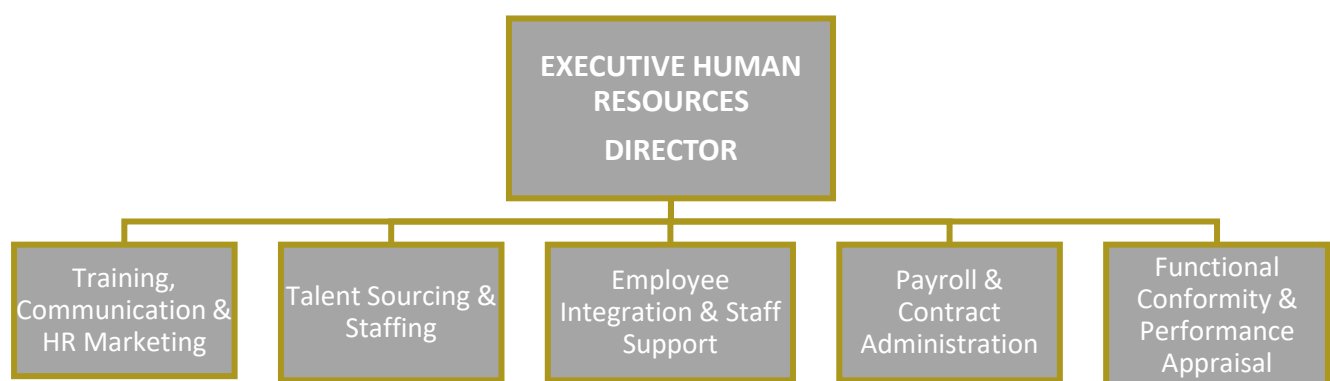 EXECUTIVE HUMAN
RESOURCES
DIRECTOR
Training,
Communication &
HR Marketing
Talent Sourcing &
Staffing
Employee
Integration & Staff
Support
Payroll &
Contract
Administration
Functional
Conformity &
Performance
Appraisal